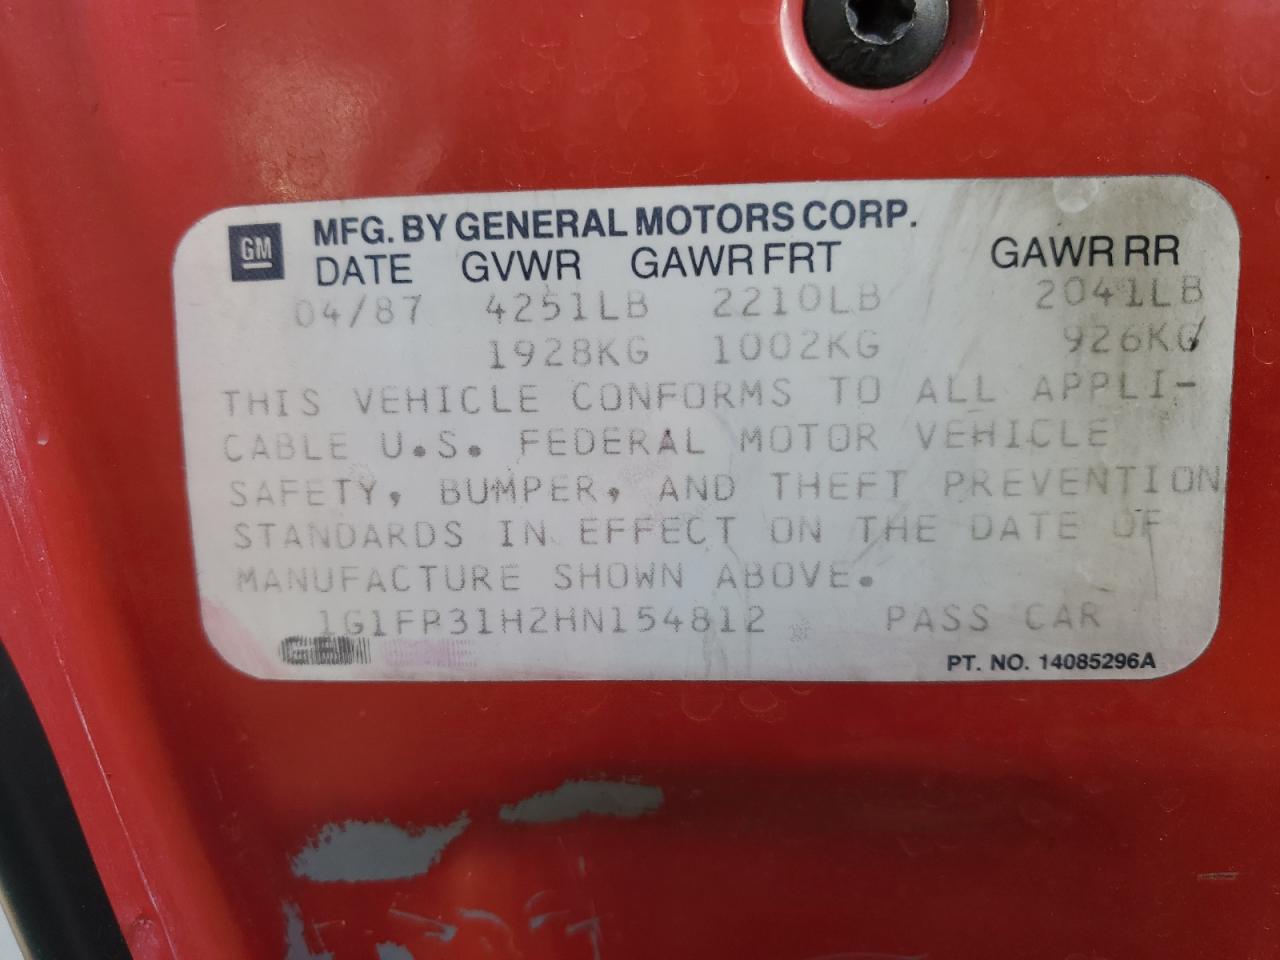 GM MFG. BY GENERAL MOTORS CORP.
DATE GVWR GAWR FRT GAWR RR
04/87 4251LB 2210LB 2041LB
1928KG 1002KG 926KG
THIS VEHICLE CONFORMS TO ALL APPLI-
CABLE U.S. FEDERAL MOTOR VEHICLE
SAFETY, BUMPER, AND THEFT PREVENTION
STANDARDS IN EFFECT ON THE DATE OF
MANUFACTURE SHOWN ABOVE.
1G1FP31H2HN154812 PASS CAR
PT. NO. 14085296A